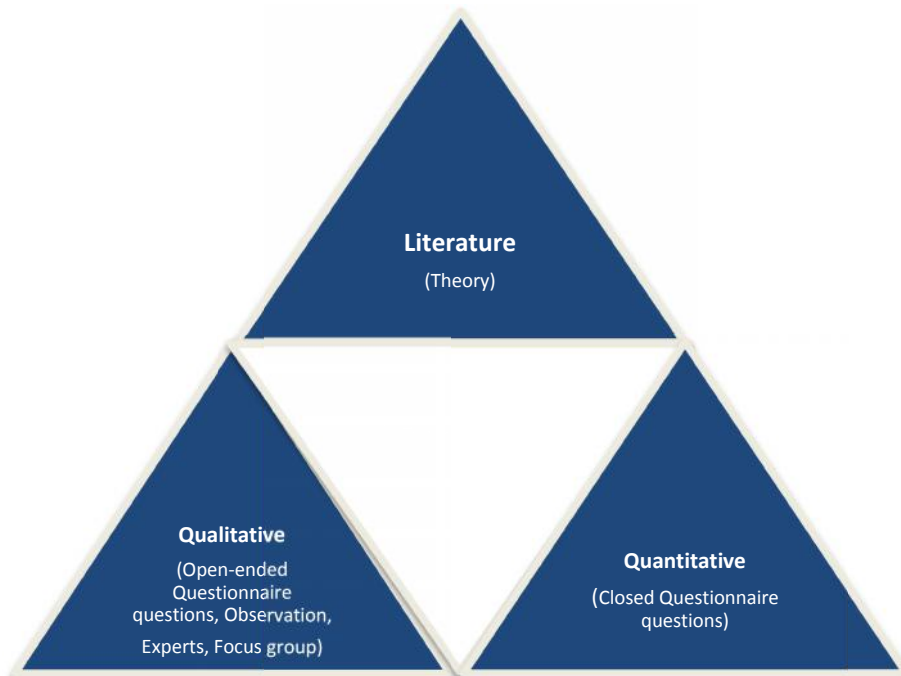 Literature
(Theory)
Qualitative
(Open-ended
Questionnaire
questions, Observation,
Experts, Focus group)
Quantitative
(Closed Questionnaire
questions)